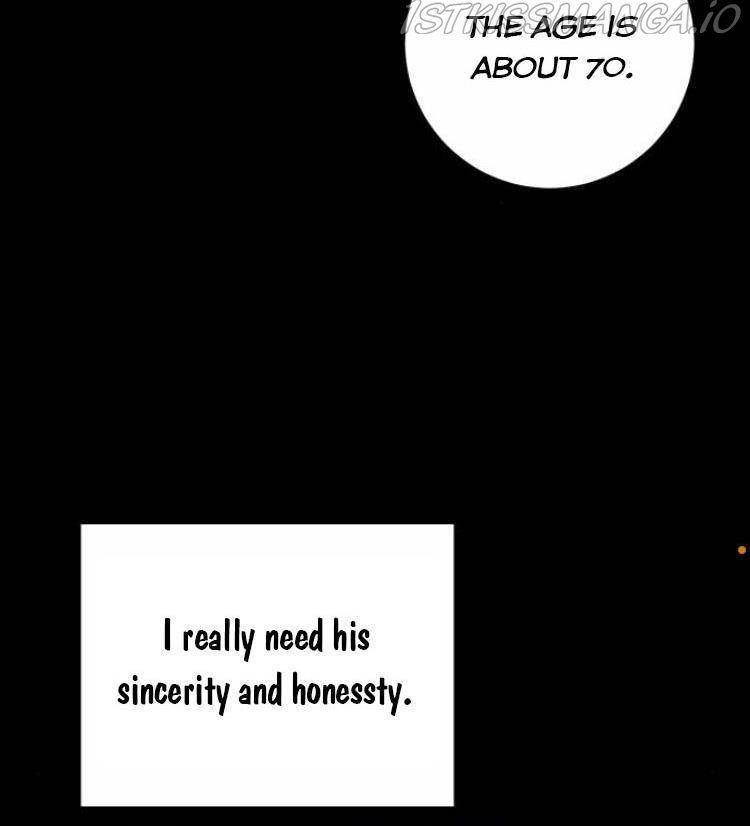 1STKISSMANGA.iO
THE AGE IS
ABOUT 70.
I really need his
sincerity and honessty.